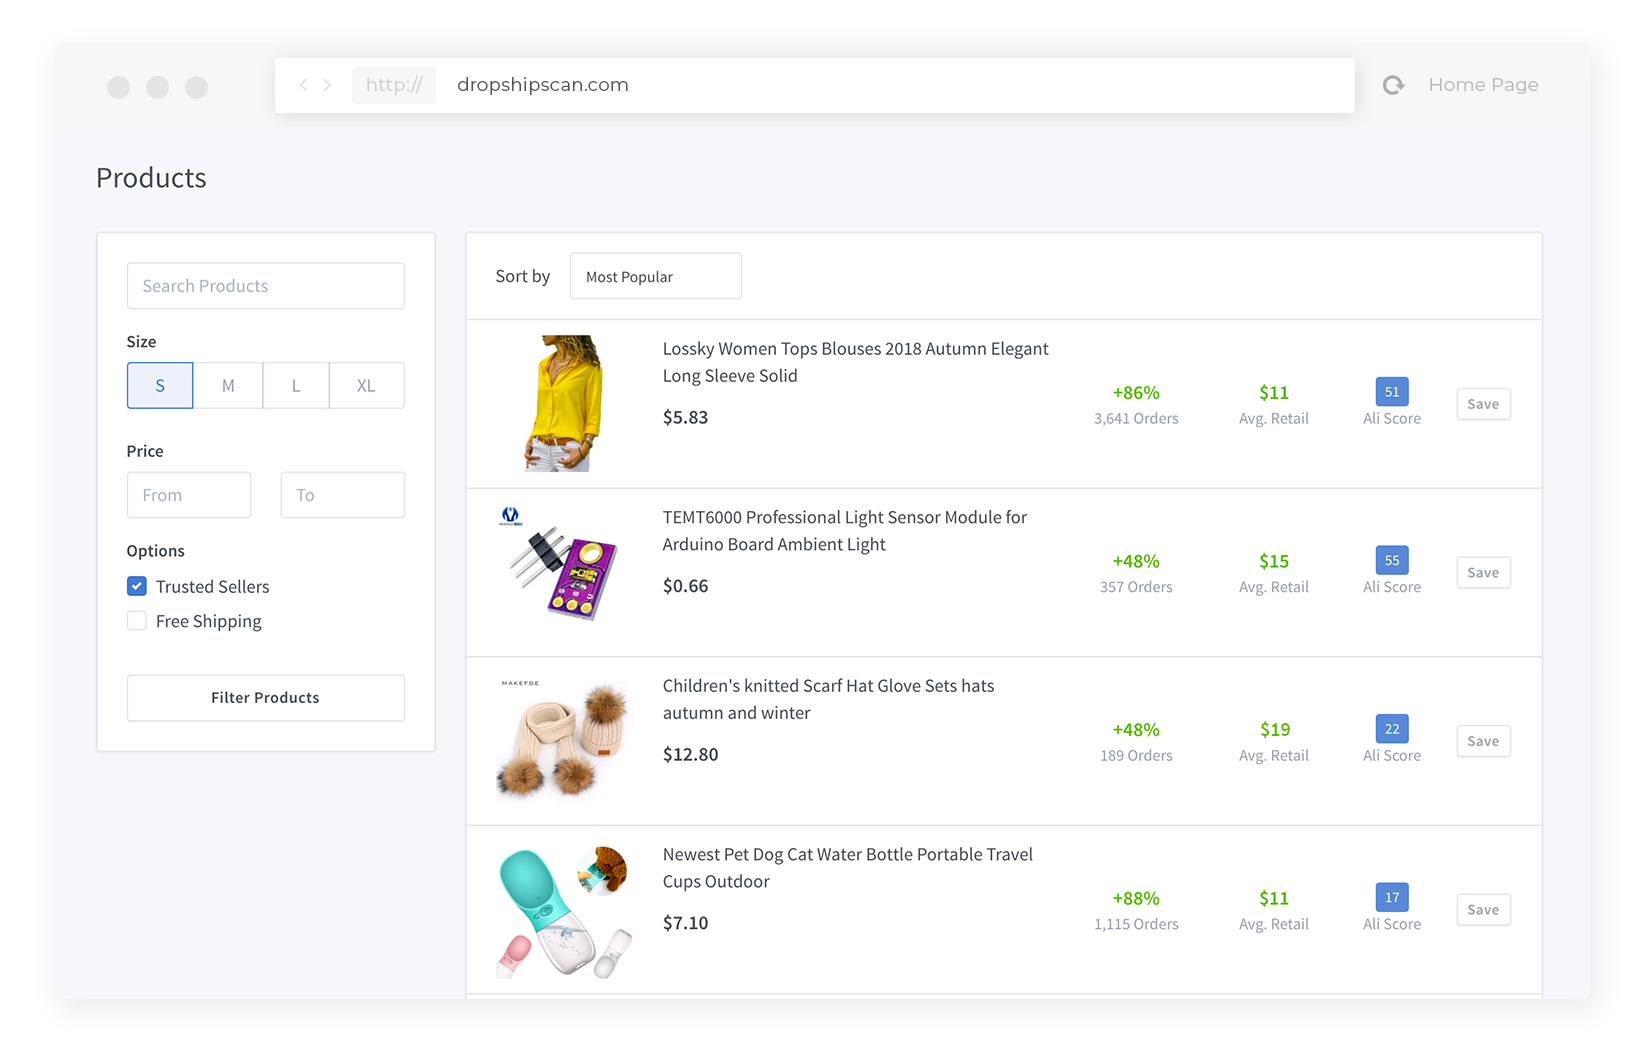 http://
dropshipscan.com
Home Page
Products
Search Products
Size
S
M
L
XL
Price
From
To
Options
Trusted Sellers
Free Shipping
Filter Products
Sort by
Most Popular
Lossky Women Tops Blouses 2018 Autumn Elegant
Long Sleeve Solid
$5.83
+86%
3,641 Orders
$11
Avg. Retail
51
Ali Score
Save
TEMT6000 Professional Light Sensor Module for
Arduino Board Ambient Light
$0.66
+48%
357 Orders
$15
Avg. Retail
55
Ali Score
Save
MAKEFGE
Children's knitted Scarf Hat Glove Sets hats
autumn and winter
$12.80
+48%
189 Orders
$19
Avg. Retail
22
Ali Score
Save
Newest Pet Dog Cat Water Bottle Portable Travel
Cups Outdoor
$7.10
+88%
1,115 Orders
$11
Avg. Retail
17
Ali Score
Save